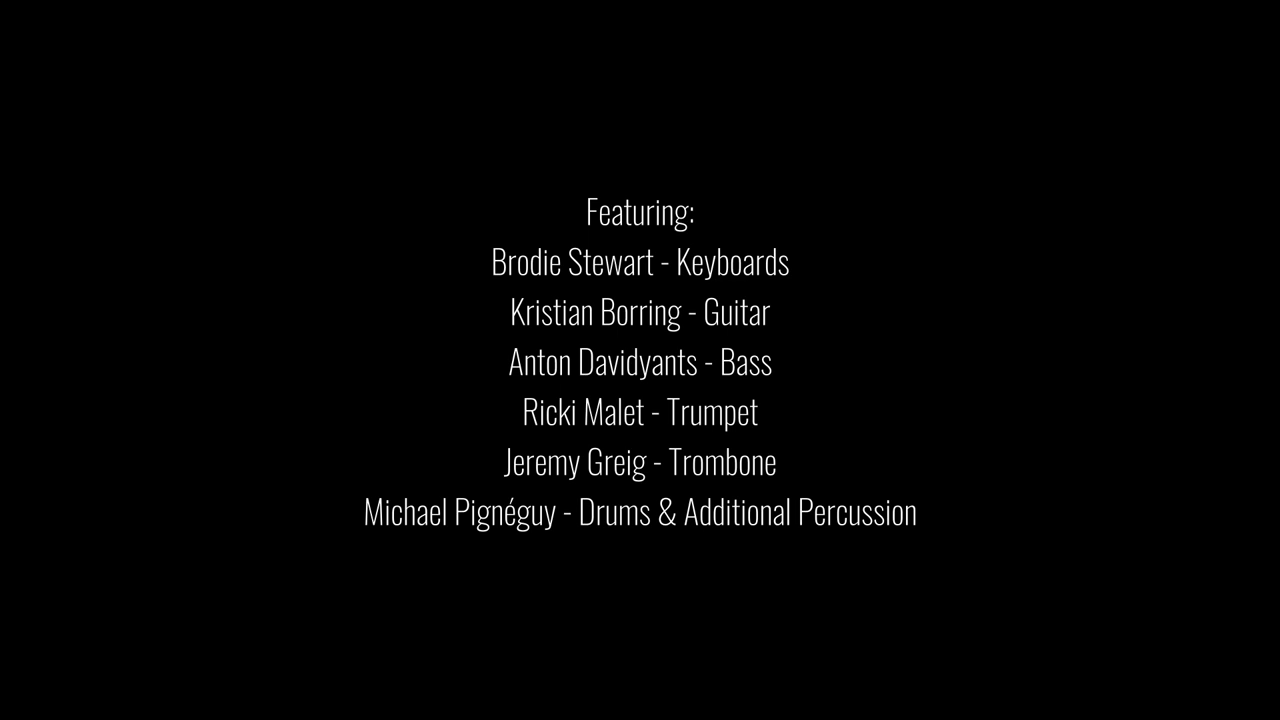 Featuring:
Brodie Stewart - Keyboards
Kristian Borring - Guitar
Anton Davidyants - Bass
Ricki Malet - Trumpet
Jeremy Greig - Trombone
Michael Pignéguy - Drums & Additional Percussion